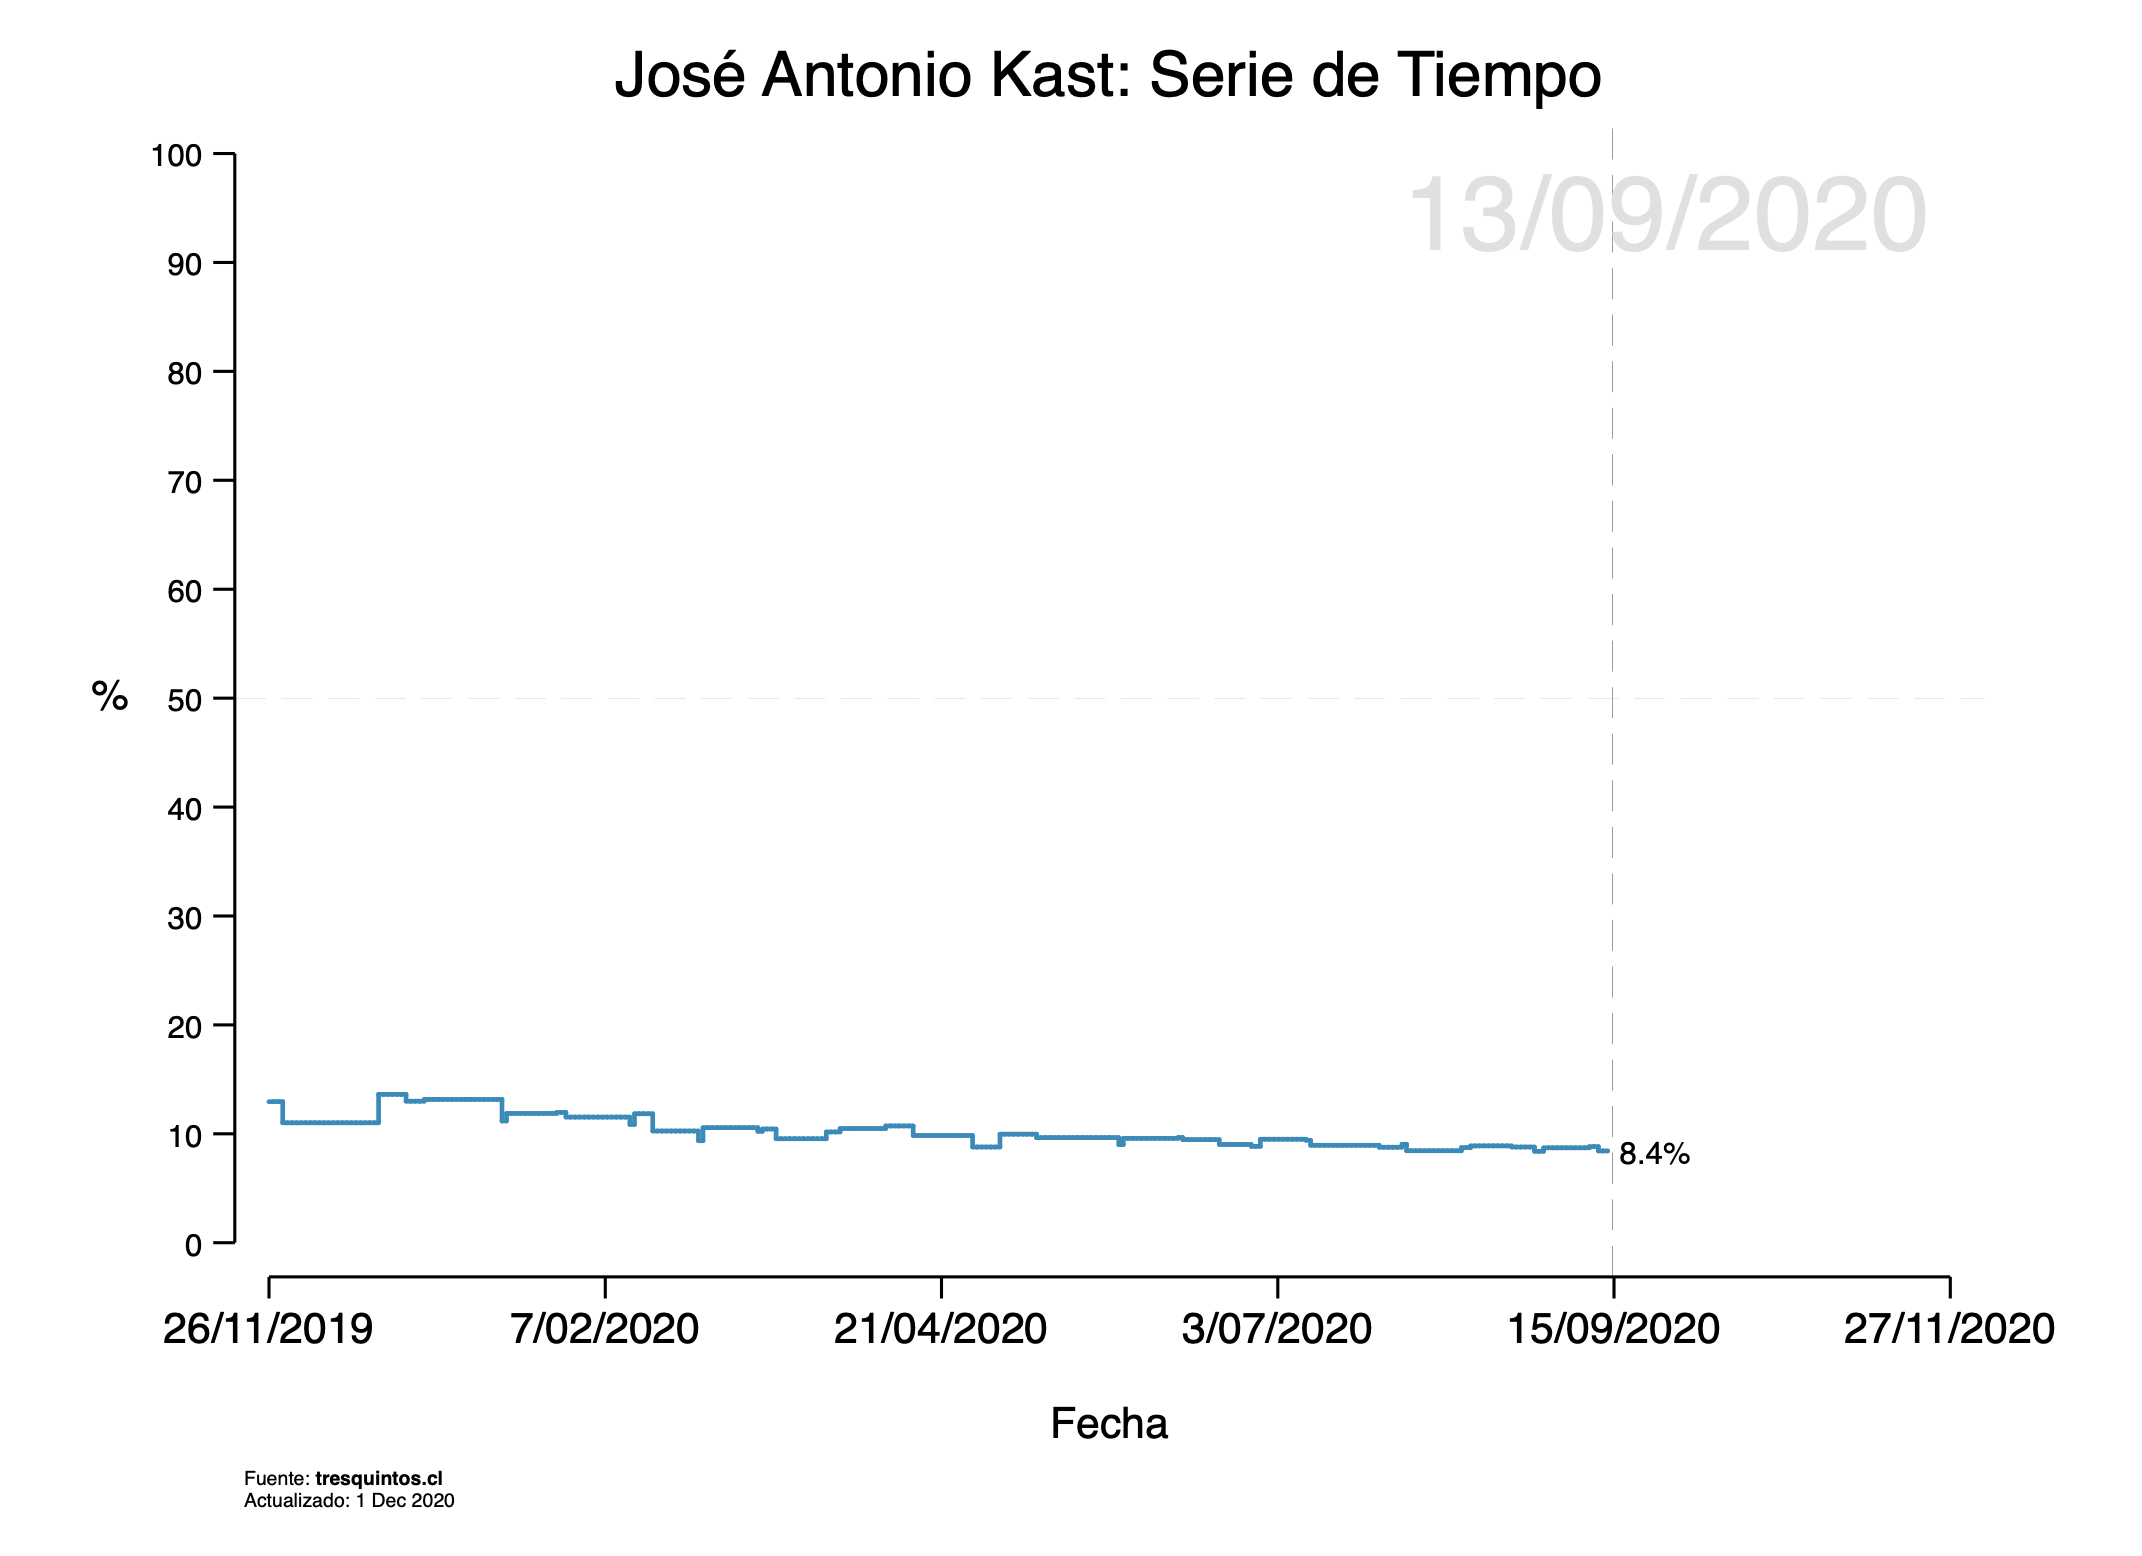 José Antonio Kast: Serie de Tiempo
13/09/2020
100
90
80
70
60
50
40
30
20
10
0
%
8.4%
26/11/2019 7/02/2020 21/04/2020 3/07/2020 15/09/2020 27/11/2020
Fecha
Fuente: tresquintos.cl
Actualizado: 1 Dec 2020